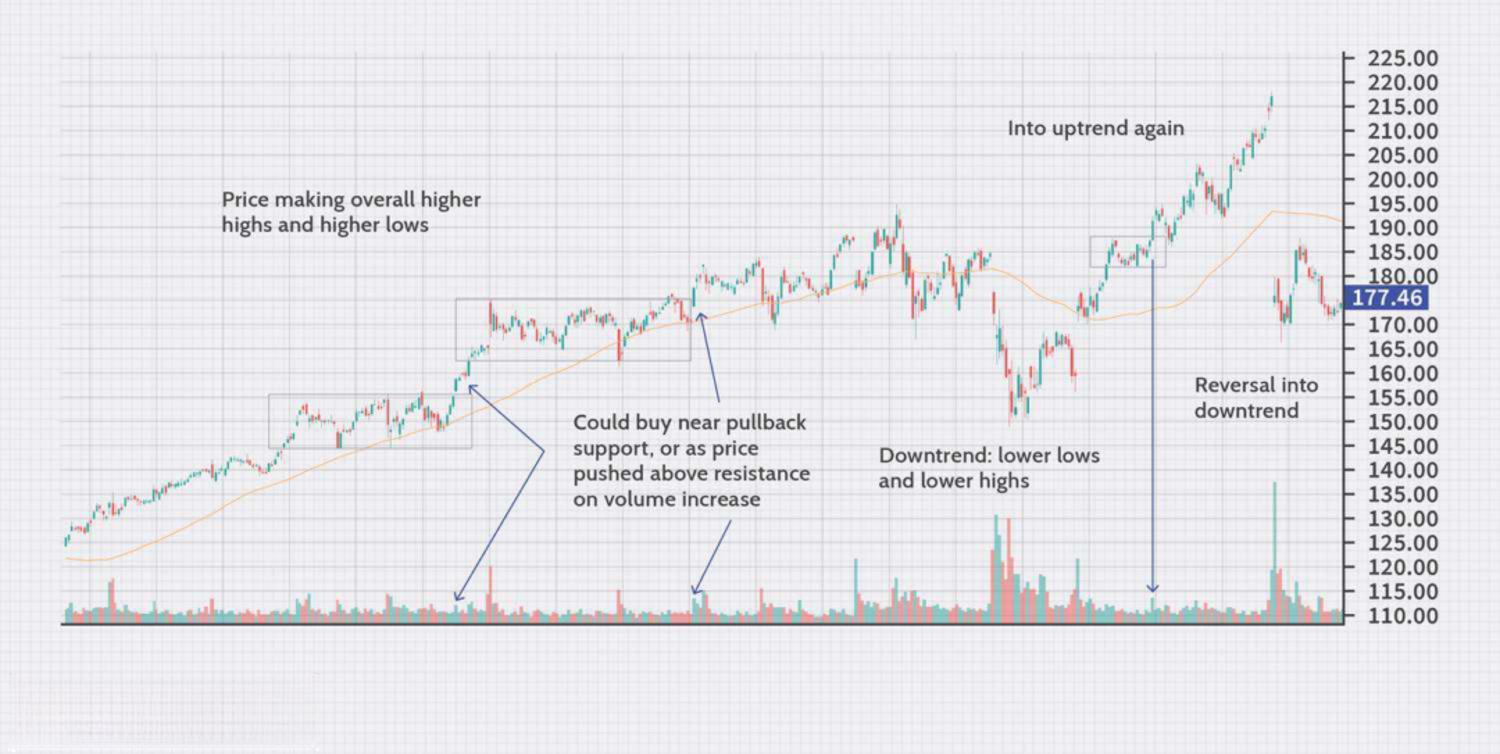 Into uptrend again
Price making overall higher
highs and higher lows
Could buy near pullback
support, or as price
pushed above resistance
on volume increase
Downtrend: lower lows
and lower highs
Reversal into
downtrend
225.00
220.00
215.00
210.00
205.00
200.00
195.00
190.00
185.00
180.00
177.46
170.00
165.00
160.00
155.00
150.00
145.00
140.00
135.00
130.00
125.00
120.00
115.00
110.00